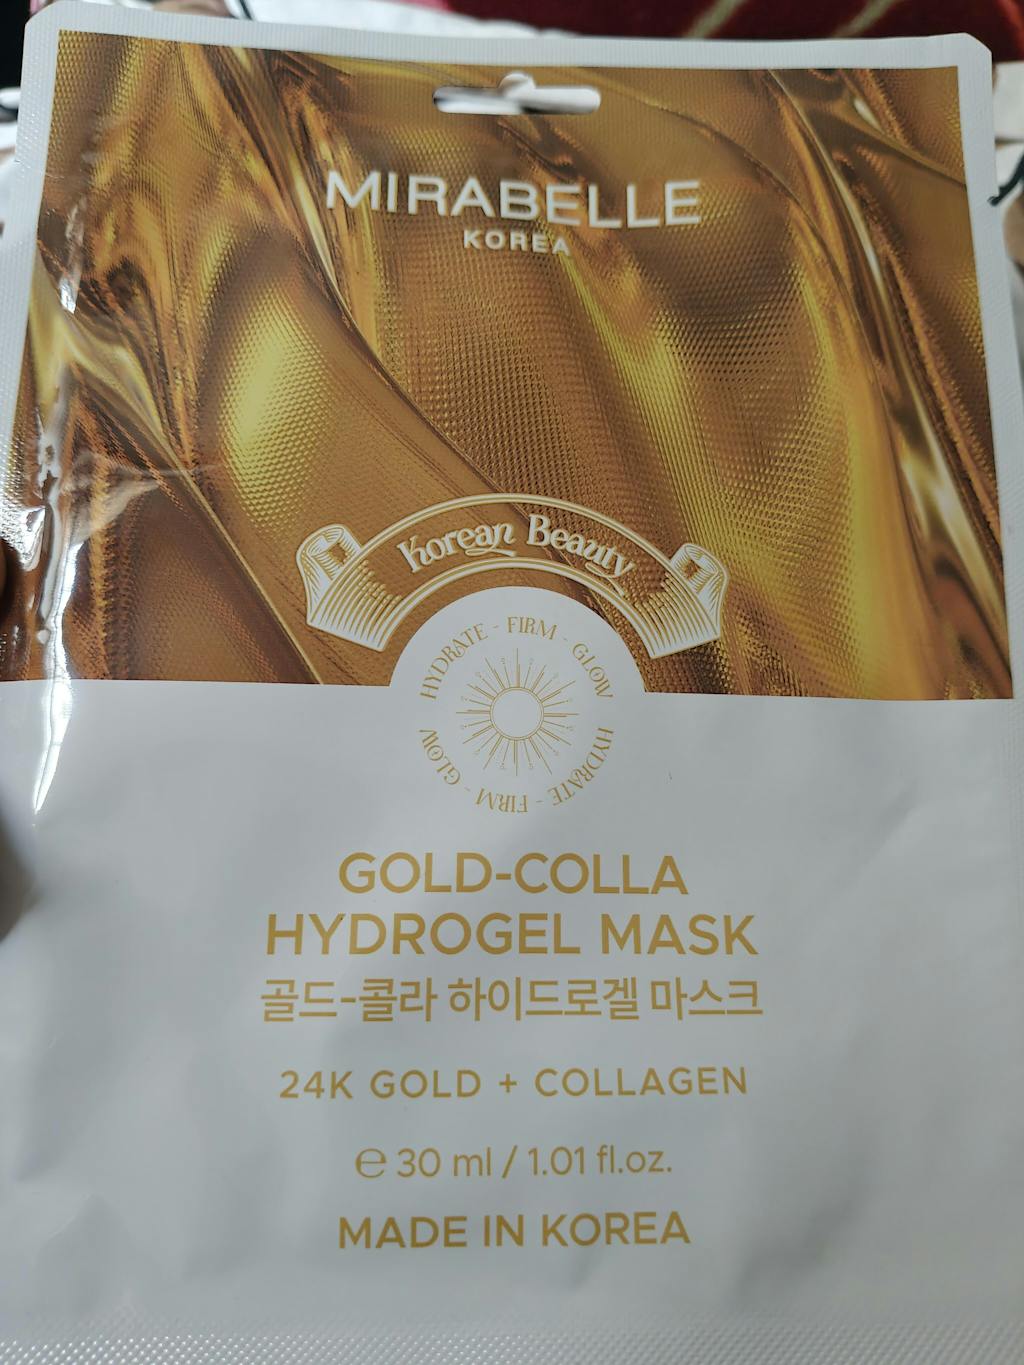 MIRABELLE
KOREA
Korean Beauty
HYDRATE - FIRM - GLOW
HYDRATE - FIRM - GLOW
GOLD-COLLA
HYDROGEL MASK
골드-콜라 하이드로겔 마스크
24K GOLD + COLLAGEN
℮ 30 ml / 1.01 fl.oz.
MADE IN KOREA